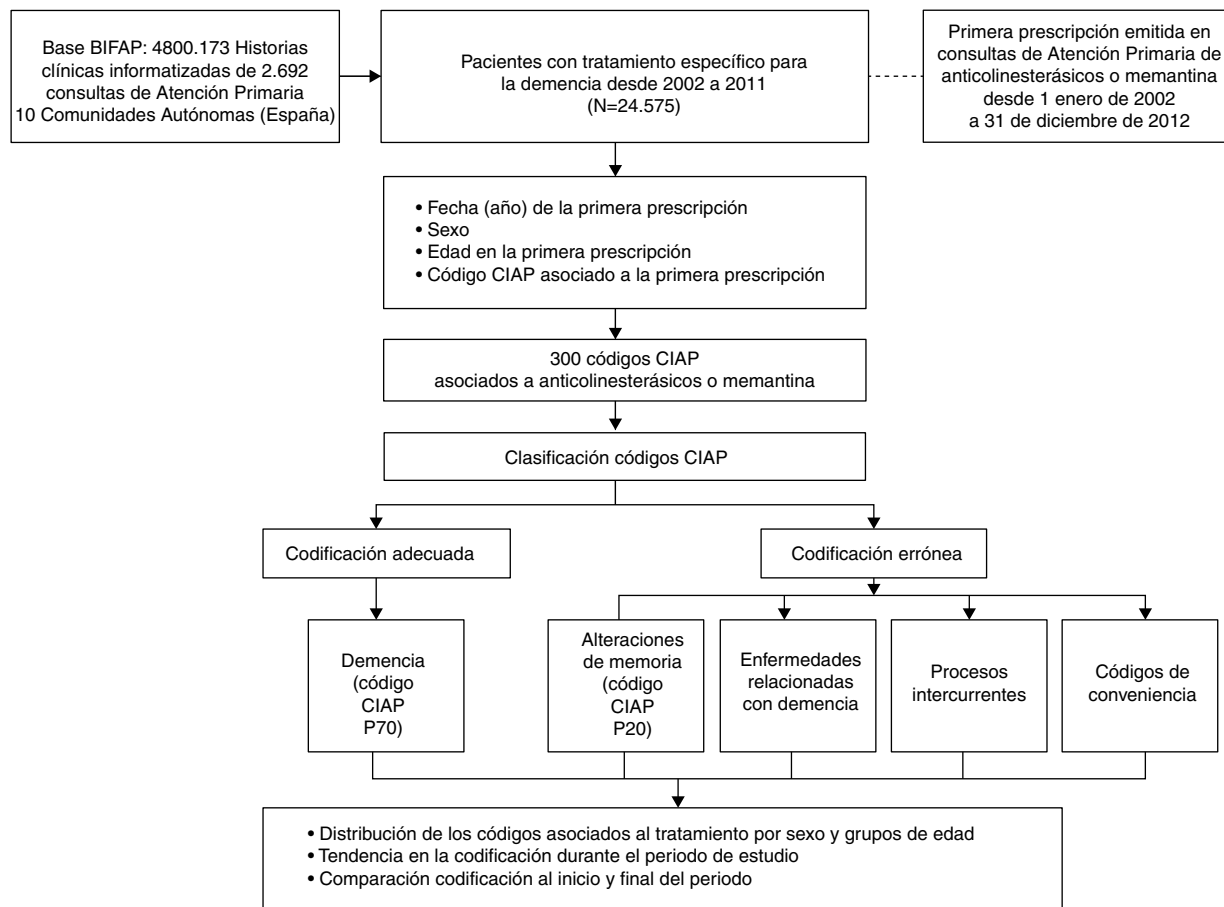 Base BIFAP: 4800.173 Historias
clínicas informatizadas de 2.692
consultas de Atención Primaria
10 Comunidades Autónomas (España)
Pacientes con tratamiento específico para
la demencia desde 2002 a 2011
(N=24.575)
Primera prescripción emitida en
consultas de Atención Primaria de
anticolinesterásicos o memantina
desde 1 enero de 2002
a 31 de diciembre de 2012
• Fecha (año) de la primera prescripción
• Sexo
• Edad en la primera prescripción
• Código CIAP asociado a la primera prescripción
300 códigos CIAP
asociados a anticolinesterásicos o memantina
Clasificación códigos CIAP
Codificación adecuada
Codificación errónea
Demencia
(código
CIAP
P70)
Alteraciones
de memoria
(código
CIAP
P20)
Enfermedades
relacionadas
con demencia
Procesos
intercurrentes
Códigos de
conveniencia
• Distribución de los códigos asociados al tratamiento por sexo y grupos de edad
• Tendencia en la codificación durante el periodo de estudio
• Comparación codificación al inicio y final del periodo